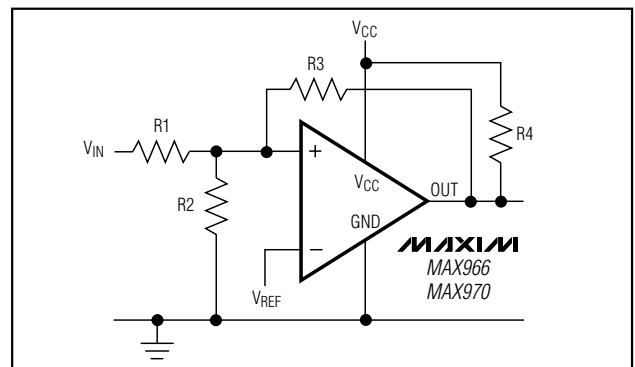 VCC
R3
R1
VIN
R4
+
VCC
OUT
R2
GND
−
MAXIM
MAX966
MAX970
VREF